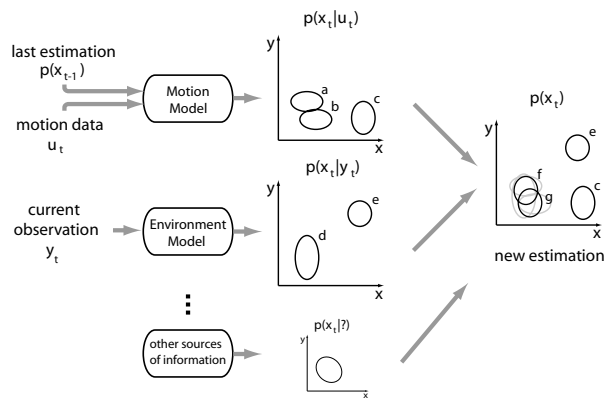 last estimation
p(x_{t-1})
motion data
u_t
Motion
Model
p(x_t|u_t)
y
a
b
c
x
current
observation
y_t
Environment
Model
p(x_t|y_t)
y
e
d
x
other sources
of information
p(x_t|?)
y
x
p(x_t)
y
e
f
g
c
x
new estimation